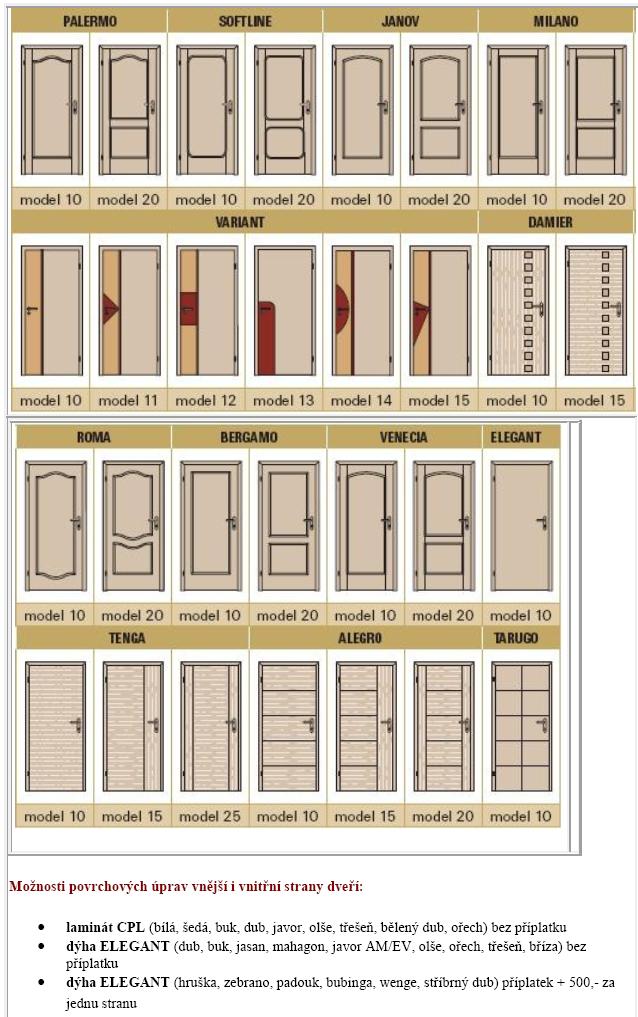 PALERMO SOFTLINE JANOV MILANO
model 10 model 20 model 10 model 20 model 10 model 20 model 10 model 20
VARIANT DAMIER
model 10 model 11 model 12 model 13 model 14 model 15 model 10 model 15
ROMA BERGAMO VENECIA ELEGANT
model 10 model 20 model 10 model 20 model 10 model 20 model 10
TENGA ALEGRO TARUGO
model 10 model 15 model 25 model 10 model 15 model 20 model 10
Možnosti povrchových úprav vnější i vnitřní strany dveří:
• laminát CPL (bílá, šedá, buk, dub, javor, olše, třešeň, bělený dub, ořech) bez příplatku
• dýha ELEGANT (dub, buk, jasan, mahagon, javor AM/EV, olše, ořech, třešeň, bříza) bez
příplatku
• dýha ELEGANT (hruška, zebrano, padouk, bubinga, wenge, stříbrný dub) příplatek + 500,- za
jednu stranu